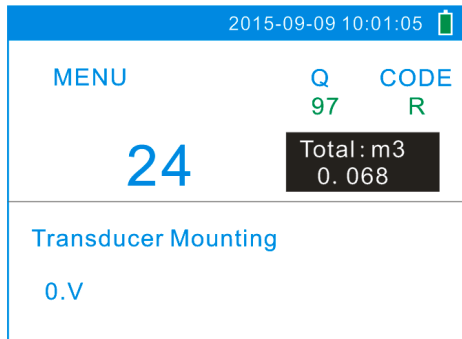 2015-09-09 10:01:05
MENU Q CODE
97 R
24 Total:m3
0.068
Transducer Mounting
0.V